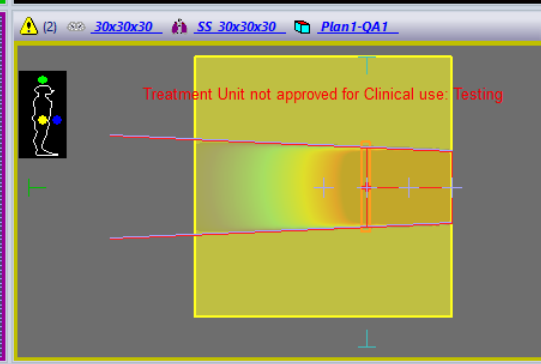 (2) 30x30x30 SS_30x30x30 Plan1-QA1
Treatment Unit not approved for Clinical use: Testing